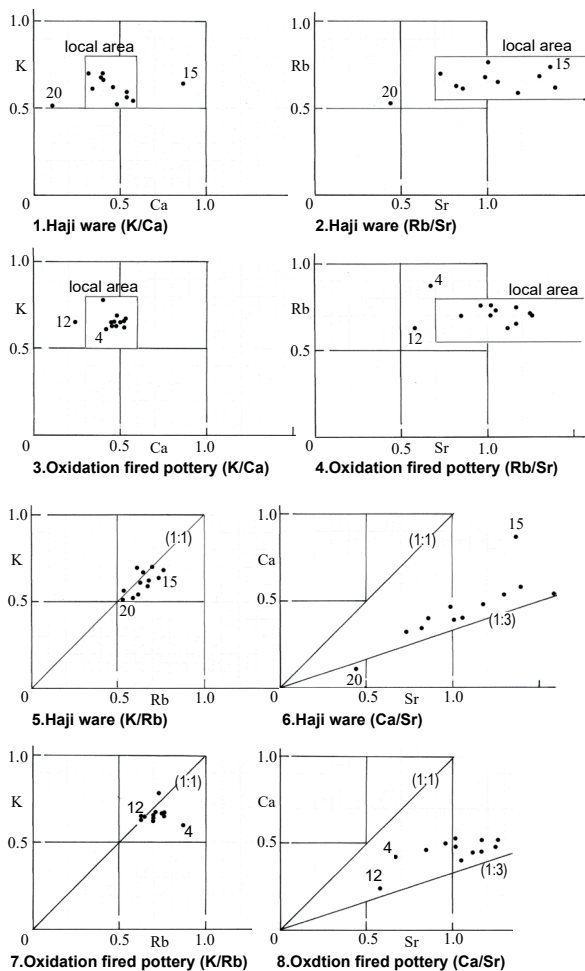 1.0
K
local area
15
20
0.5
0
0.5
Ca
1.0
1.Haji ware (K/Ca)
1.0
Rb
local area
15
20
0.5
0
0.5
Sr
1.0
2.Haji ware (Rb/Sr)
1.0
K
local area
12
4
0.5
0
0.5
Ca
1.0
3.Oxidation fired pottery (K/Ca)
1.0
4
Rb
local area
12
0.5
0
0.5
Sr
1.0
4.Oxidation fired pottery (Rb/Sr)
1.0
K
(1:1)
15
0.5
20
0
0.5
Rb
1.0
5.Haji ware (K/Rb)
1.0
Ca
(1:1)
15
0.5
(1:3)
20
0
0.5
Sr
1.0
6.Haji ware (Ca/Sr)
1.0
K
(1:1)
12
4
0.5
0
0.5
Rb
1.0
7.Oxidation fired pottery (K/Rb)
1.0
Ca
(1:1)
0.5
4
12
(1:3)
0
0.5
Sr
1.0
8.Oxdtion fired pottery (Ca/Sr)